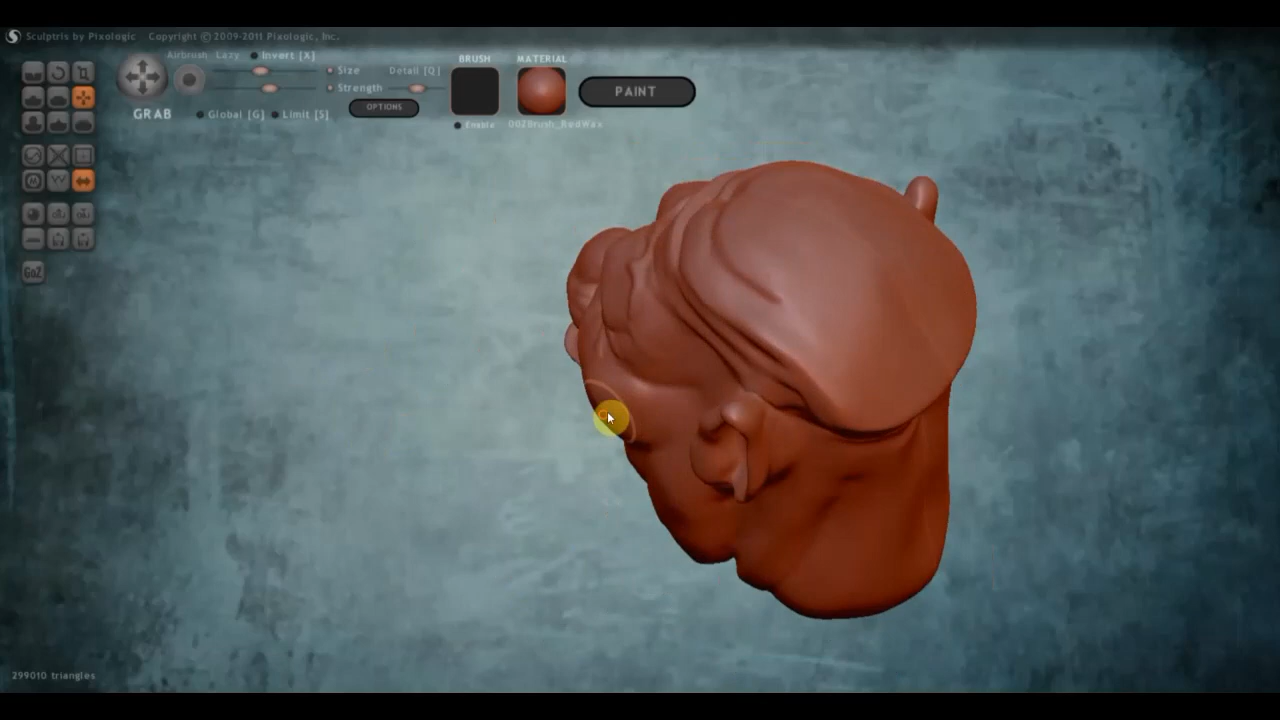 Sculptris by Pixologic Copyright © 2009-2011 Pixologic, Inc.
Airbrush Lazy Invert [X]
Size Detail [Q]
Strength
GRAB Global [G] Limit [S] OPTIONS
BRUSH
Enable
MATERIAL
00ZBrush_RedWax
PAINT
GoZ
299010 triangles